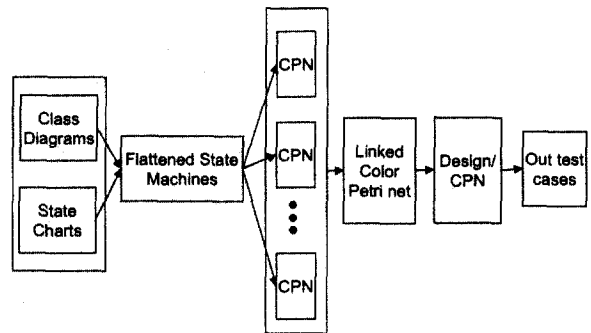 Class
Diagrams
State
Charts
Flattened State
Machines
CPN
CPN
CPN
Linked
Color
Petri net
Design/
CPN
Out test
cases